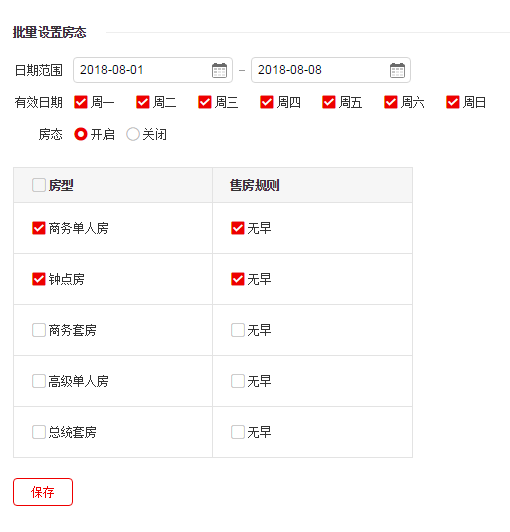 批量设置房态
日期范围 2018-08-01 – 2018-08-08
有效日期 周一 周二 周三 周四 周五 周六 周日
房态 开启 关闭
房型 售房规则
商务单人房 无早
钟点房 无早
商务套房 无早
高级单人房 无早
总统套房 无早
保存